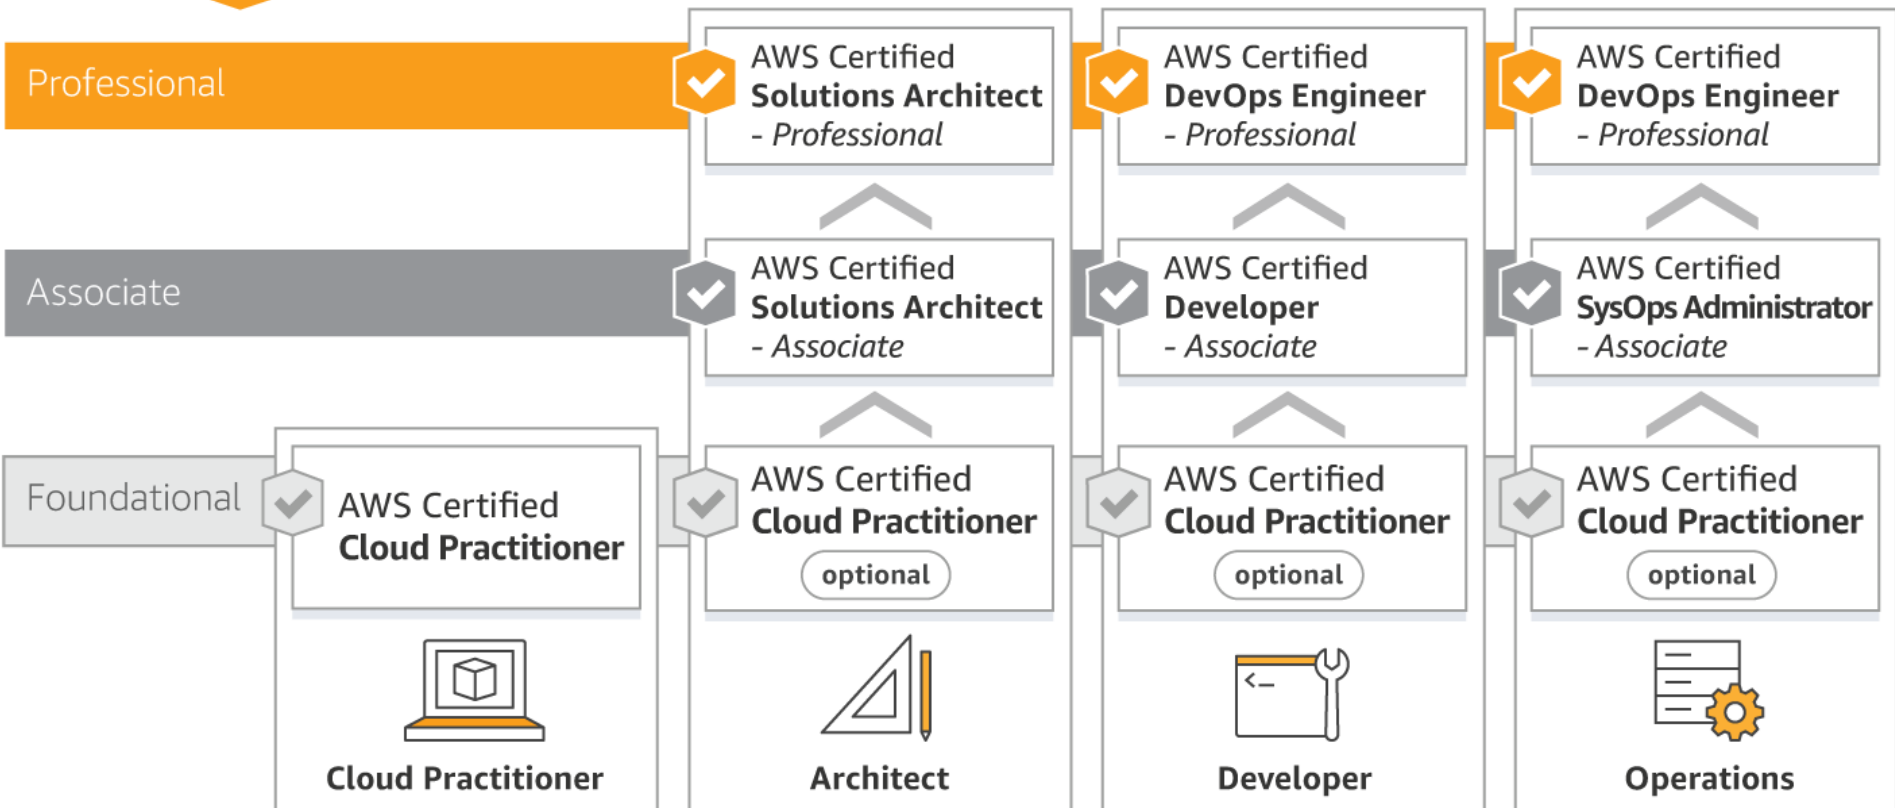 Professional
AWS Certified
Solutions Architect
- Professional
AWS Certified
DevOps Engineer
- Professional
AWS Certified
DevOps Engineer
- Professional
Associate
AWS Certified
Solutions Architect
- Associate
AWS Certified
Developer
- Associate
AWS Certified
SysOps Administrator
- Associate
Foundational
AWS Certified
Cloud Practitioner
AWS Certified
Cloud Practitioner
optional
AWS Certified
Cloud Practitioner
optional
AWS Certified
Cloud Practitioner
optional
Cloud Practitioner
Architect
Developer
Operations